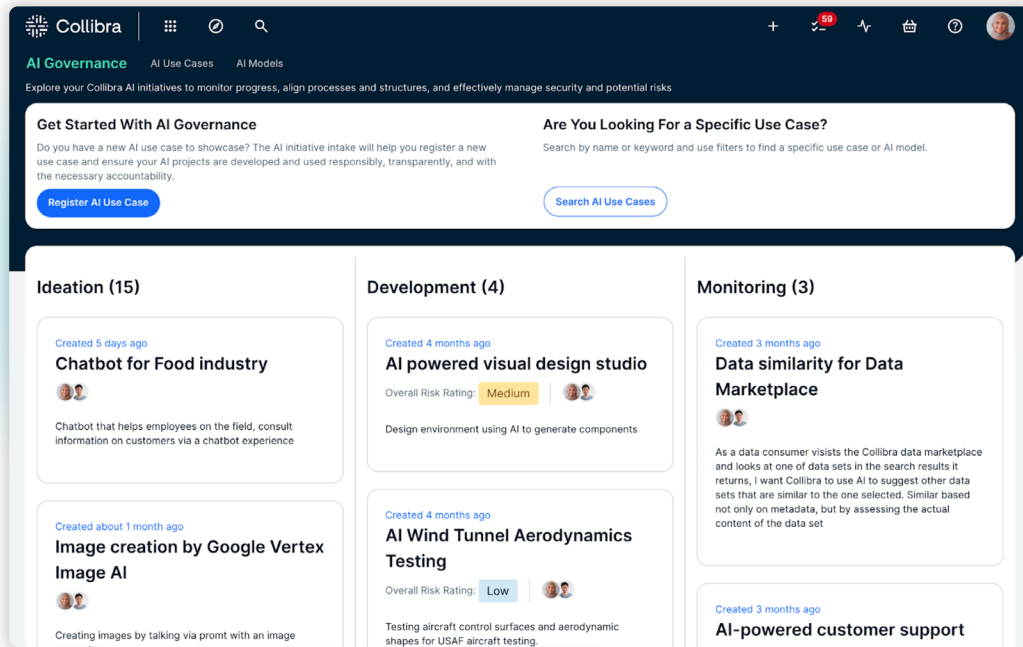 Collibra
59
AI Governance
AI Use Cases
AI Models
Explore your Collibra AI initiatives to monitor progress, align processes and structures, and effectively manage security and potential risks
Get Started With AI Governance
Do you have a new AI use case to showcase? The AI initiative intake will help you register a new
use case and ensure your AI projects are developed and used responsibly, transparently, and with
the necessary accountability.
Register AI Use Case
Are You Looking For a Specific Use Case?
Search by name or keyword and use filters to find a specific use case or AI model.
Search AI Use Cases
Ideation (15)
Created 5 days ago
Chatbot for Food industry
Chatbot that helps employees on the field, consult
information on customers via a chatbot experience
Created about 1 month ago
Image creation by Google Vertex
Image AI
Creating images by talking via promt with an image
Development (4)
Created 4 months ago
AI powered visual design studio
Overall Risk Rating: Medium
Design environment using AI to generate components
Created 4 months ago
AI Wind Tunnel Aerodynamics
Testing
Overall Risk Rating: Low
Testing aircraft control surfaces and aerodynamic
shapes for USAF aircraft testing.
Monitoring (3)
Created 3 months ago
Data similarity for Data
Marketplace
As a data consumer visists the Collibra data marketplace
and looks at one of data sets in the search results it
returns, I want Collibra to use AI to suggest other data
sets that are similar to the one selected. Similar based
not only on metadata, but by assessing the actual
content of the data set
Created 3 months ago
AI-powered customer support